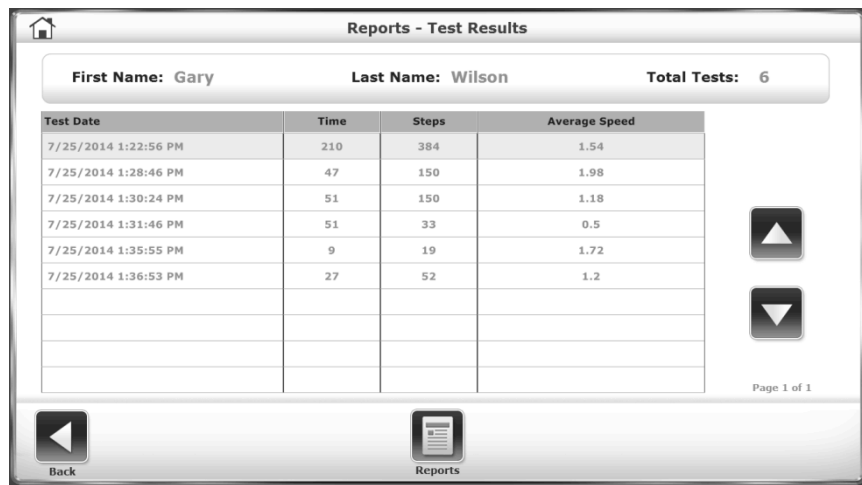 Reports - Test Results
First Name: Gary Last Name: Wilson Total Tests: 6
Test Date Time Steps Average Speed
7/25/2014 1:22:56 PM 210 384 1.54
7/25/2014 1:28:46 PM 47 150 1.98
7/25/2014 1:30:24 PM 51 150 1.18
7/25/2014 1:31:46 PM 51 33 0.5
7/25/2014 1:35:55 PM 9 19 1.72
7/25/2014 1:36:53 PM 27 52 1.2
Page 1 of 1
Back Reports